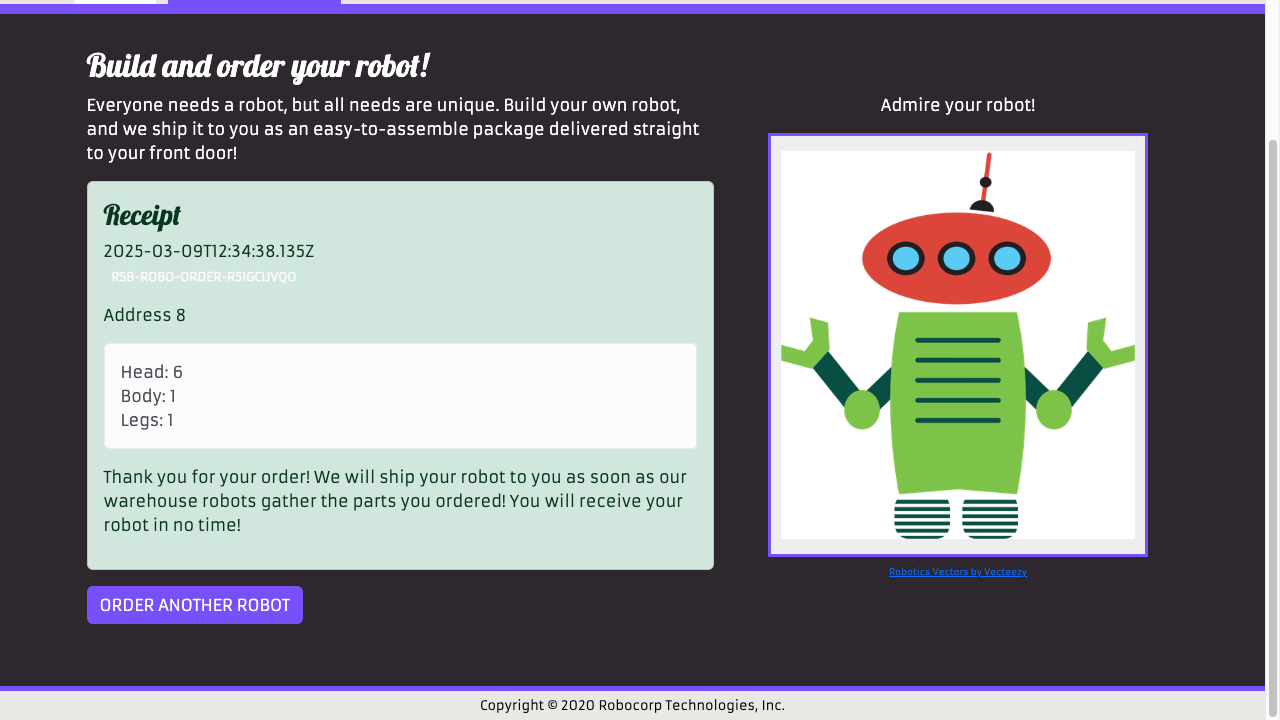 Build and order your robot!
Everyone needs a robot, but all needs are unique. Build your own robot,
and we ship it to you as an easy-to-assemble package delivered straight
to your front door!
Receipt
2025-03-09T12:34:38.135Z
RSB-ROBO-ORDER-R5IGCIJVQO
Address 8
Head: 6
Body: 1
Legs: 1
Thank you for your order! We will ship your robot to you as soon as our
warehouse robots gather the parts you ordered! You will receive your
robot in no time!
ORDER ANOTHER ROBOT
Admire your robot!
Robotics Vectors by Vecteezy
Copyright © 2020 Robocorp Technologies, Inc.